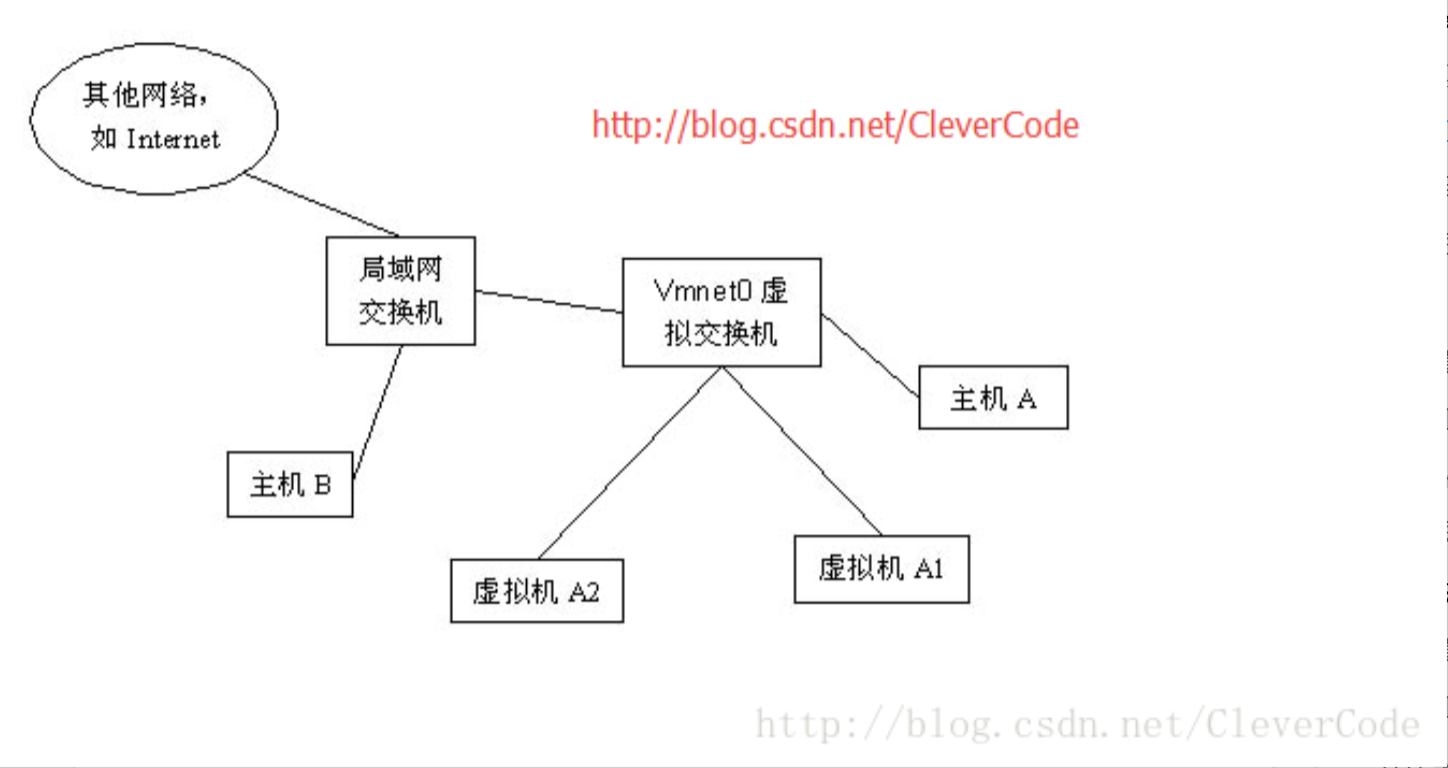 其他网络，
如 Internet
http://blog.csdn.net/CleverCode
局域网
交换机
Vmnet0 虚
拟交换机
主机 A
主机 B
虚拟机 A2
虚拟机 A1
http://blog.csdn.net/CleverCode